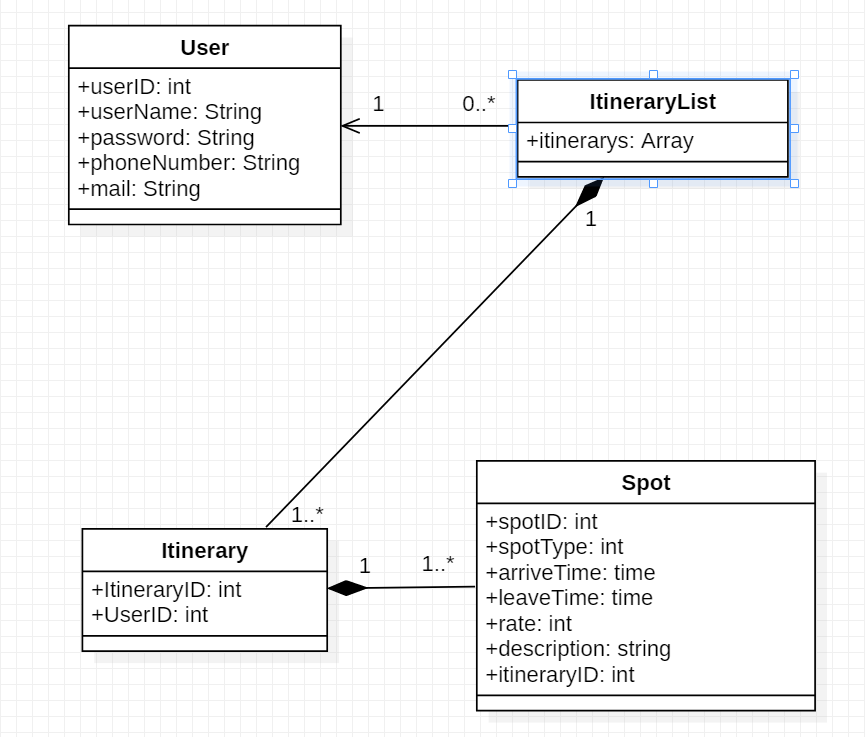 User
+userID: int
+userName: String
+password: String
+phoneNumber: String
+mail: String
1
0..*
ItineraryList
+itinerarys: Array
1
1..*
Itinerary
+ItineraryID: int
+UserID: int
1
1..*
Spot
+spotID: int
+spotType: int
+arriveTime: time
+leaveTime: time
+rate: int
+description: string
+itineraryID: int